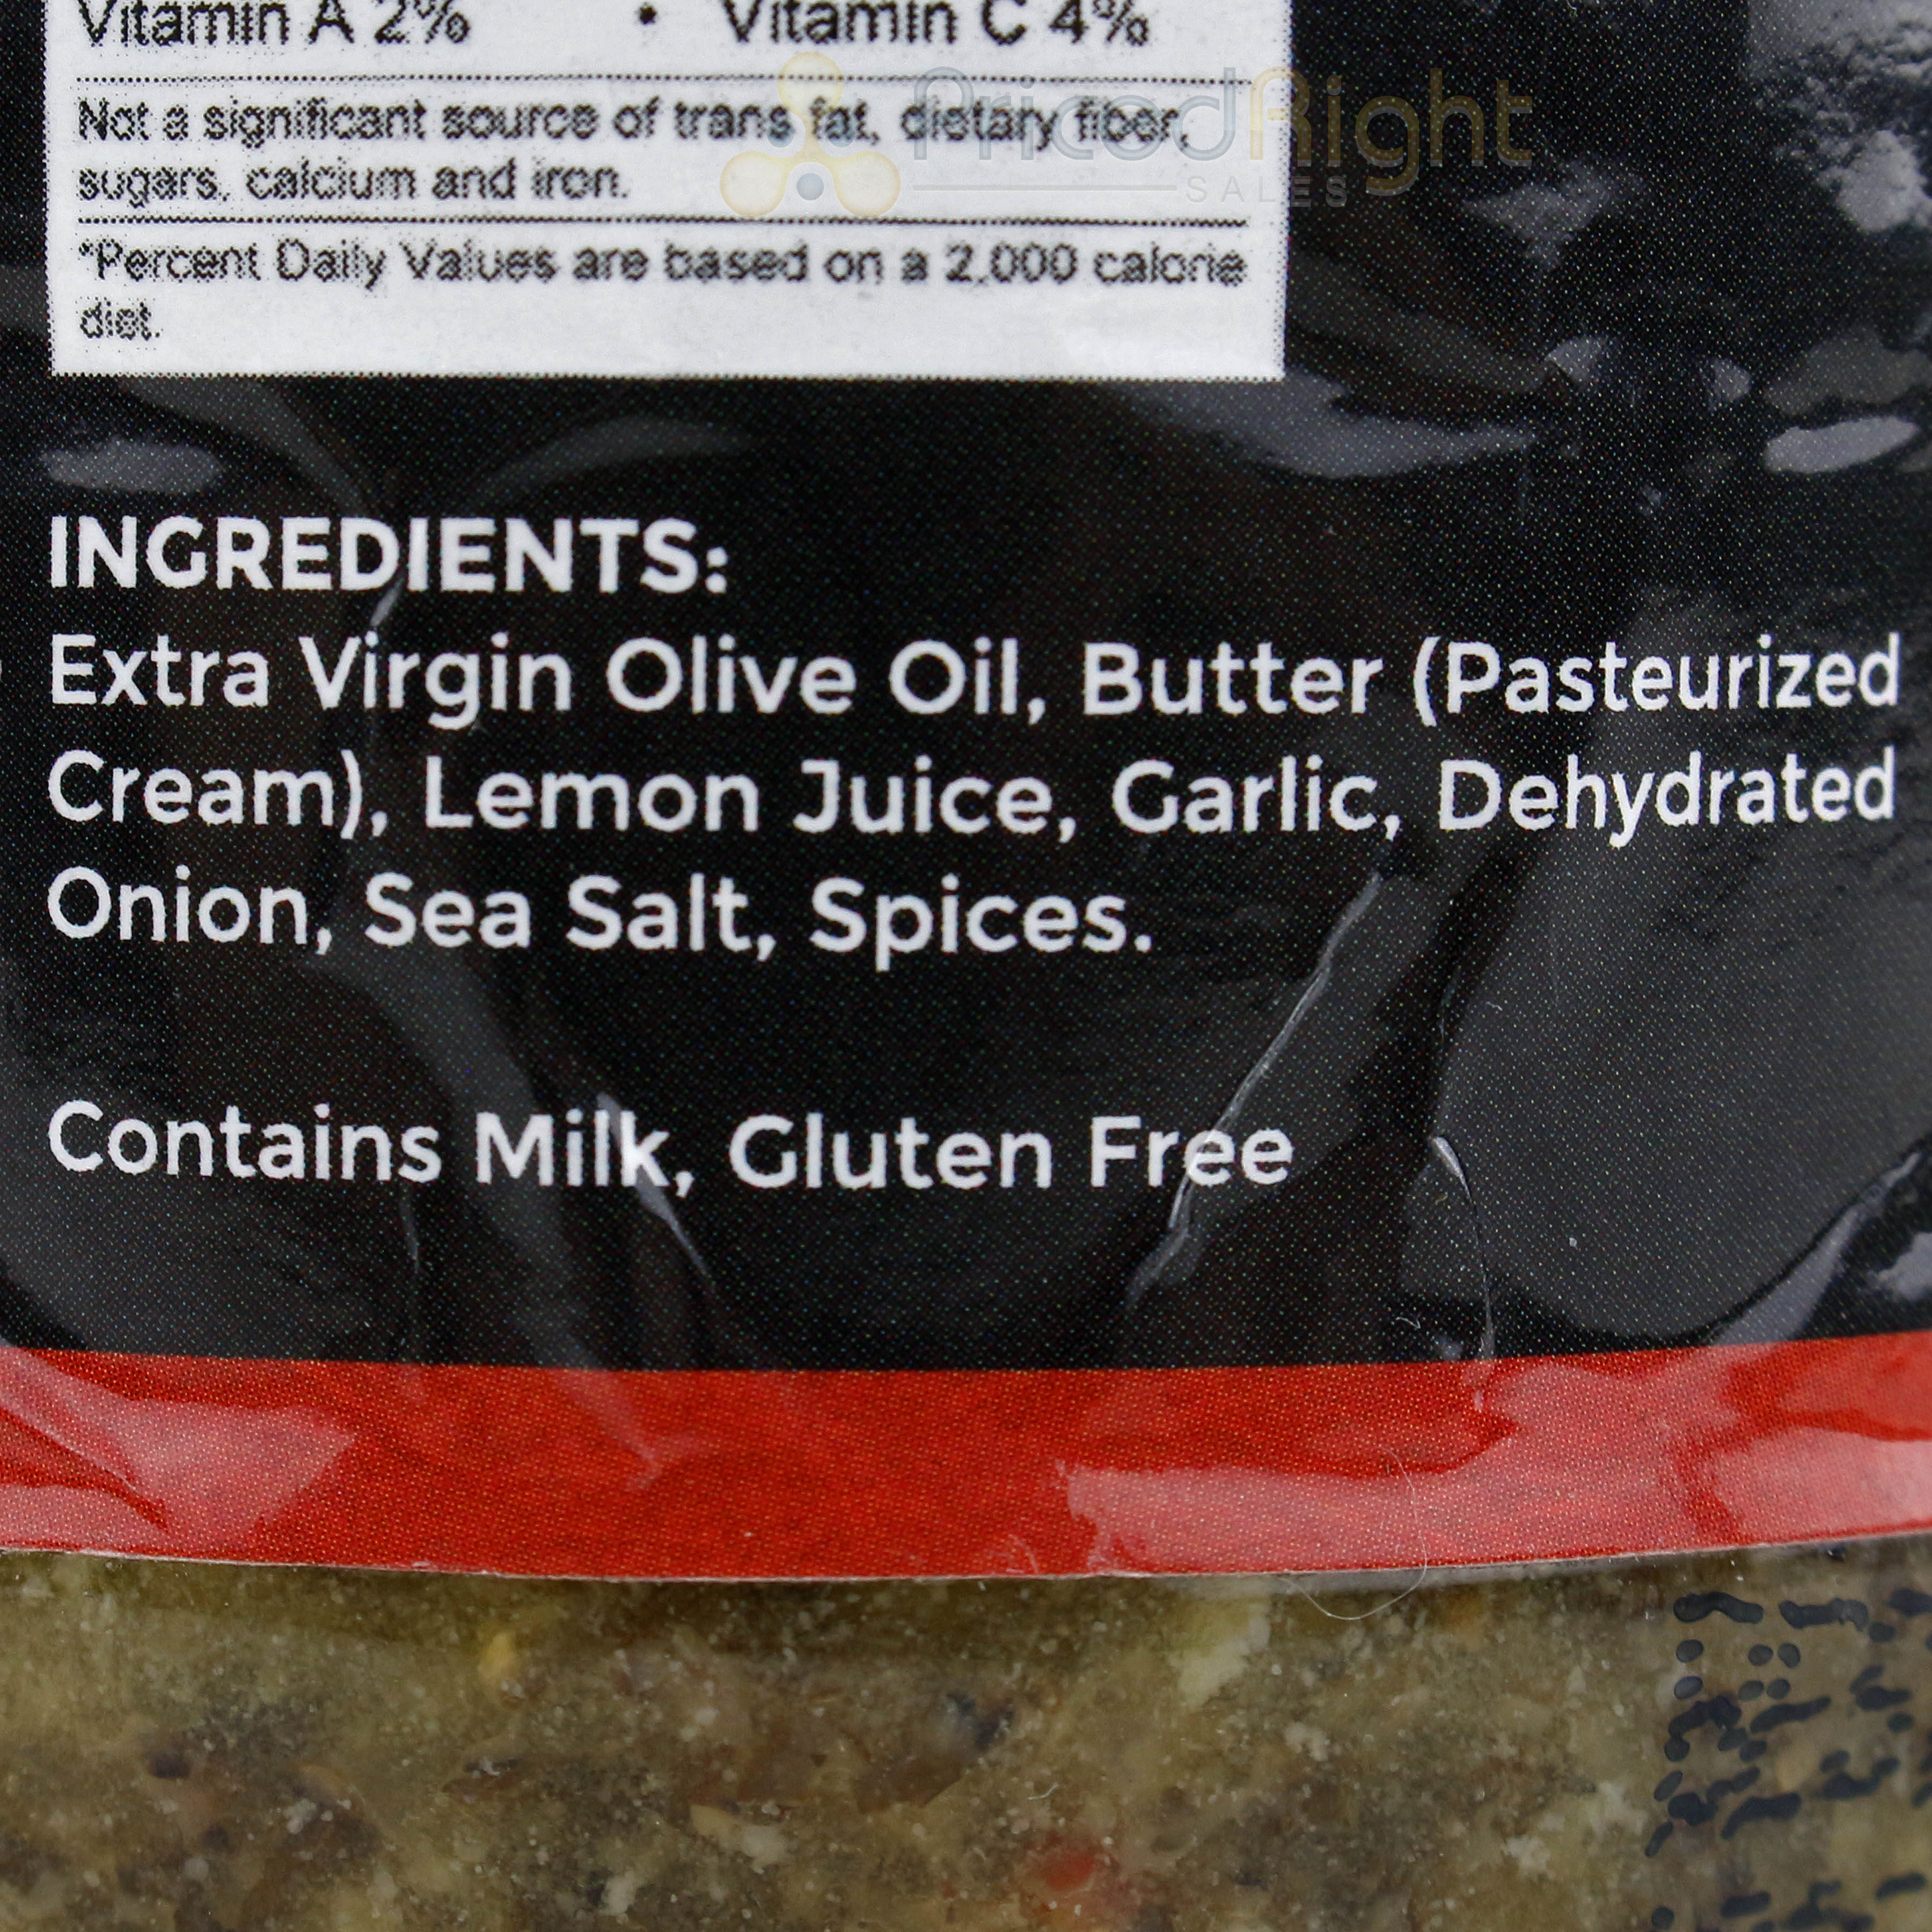 Vitamin A 2% • Vitamin C 4%
Not a significant source of trans fat, dietary fiber,
sugars, calcium and iron.
*Percent Daily Values are based on a 2,000 calorie
diet.
PricedRight
SALES
INGREDIENTS:
Extra Virgin Olive Oil, Butter (Pasteurized
Cream), Lemon Juice, Garlic, Dehydrated
Onion, Sea Salt, Spices.
Contains Milk, Gluten Free